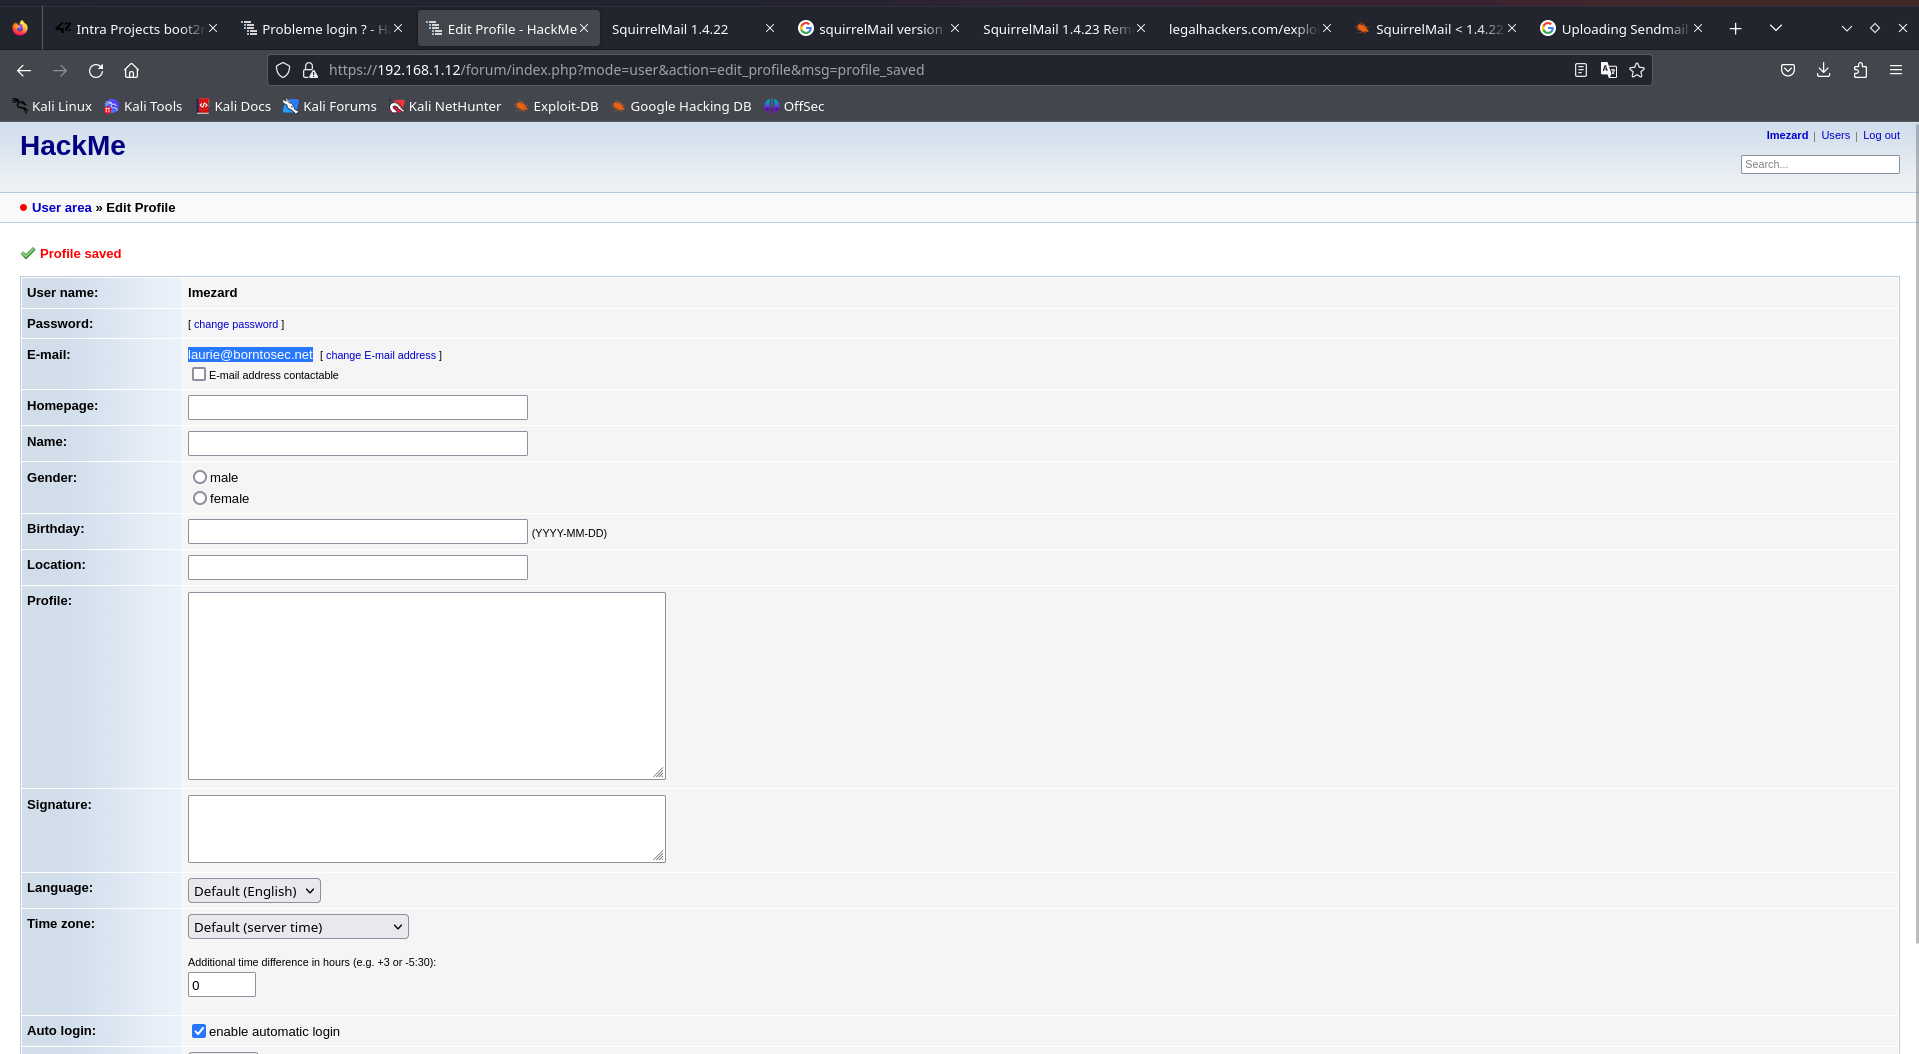 Intra Projects boot2r
Probleme login ? - H
Edit Profile - HackMe
SquirrelMail 1.4.22
squirrelMail version
SquirrelMail 1.4.23 Rem
legalhackers.com/explo
SquirrelMail < 1.4.22
Uploading Sendmail
https://192.168.1.12/forum/index.php?mode=user&action=edit_profile&msg=profile_saved
Kali Linux
Kali Tools
Kali Docs
Kali Forums
Kali NetHunter
Exploit-DB
Google Hacking DB
OffSec
HackMe
lmezard | Users | Log out
Search...
User area » Edit Profile
Profile saved
User name:
lmezard
Password:
[ change password ]
E-mail:
laurie@borntosec.net [ change E-mail address ]
E-mail address contactable
Homepage:
Name:
Gender:
male
female
Birthday:
(YYYY-MM-DD)
Location:
Profile:
Signature:
Language:
Default (English)
Time zone:
Default (server time)
Additional time difference in hours (e.g. +3 or -5:30):
0
Auto login:
enable automatic login